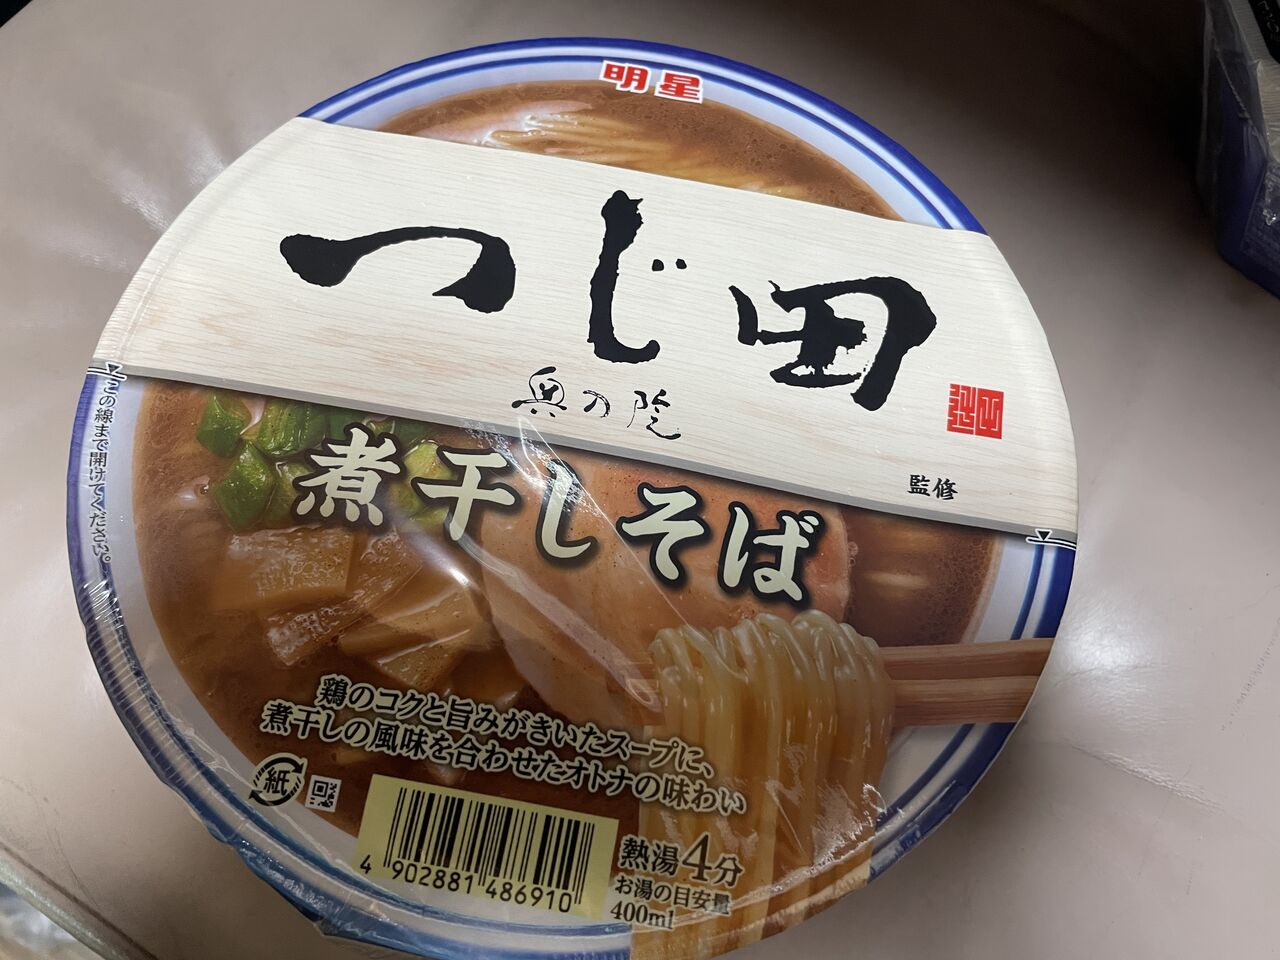 明星
つじ田
奥の院
監修
煮干しそば
この線まで開けてください。
鶏のコクと旨みがきいたスープに、
煮干しの風味を合わせたオトナの味わい
紙
4 902881 486910
熱湯4分
お湯の目安量
400ml